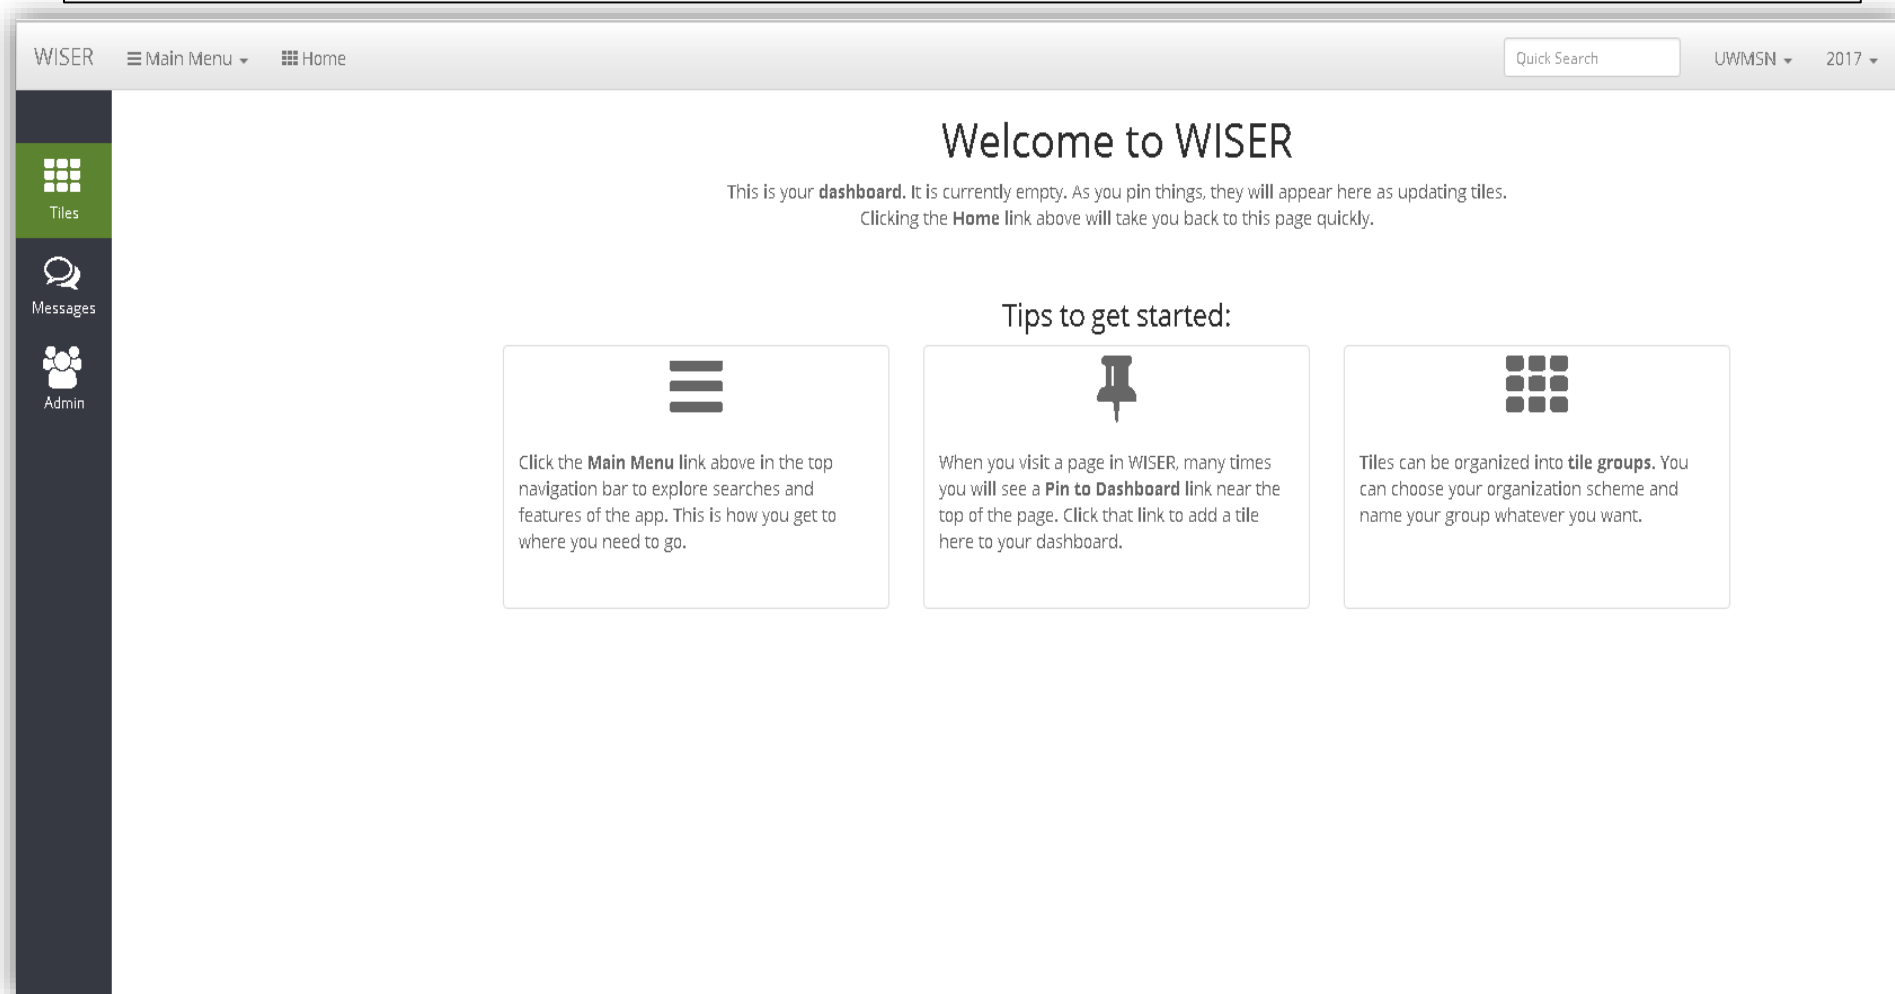 WISER Main Menu Home Quick Search UWMSN 2017
Tiles
Messages
Admin
Welcome to WISER
This is your dashboard. It is currently empty. As you pin things, they will appear here as updating tiles.
Clicking the Home link above will take you back to this page quickly.
Tips to get started:
Click the Main Menu link above in the top
navigation bar to explore searches and
features of the app. This is how you get to
where you need to go.
When you visit a page in WISER, many times
you will see a Pin to Dashboard link near the
top of the page. Click that link to add a tile
here to your dashboard.
Tiles can be organized into tile groups. You
can choose your organization scheme and
name your group whatever you want.